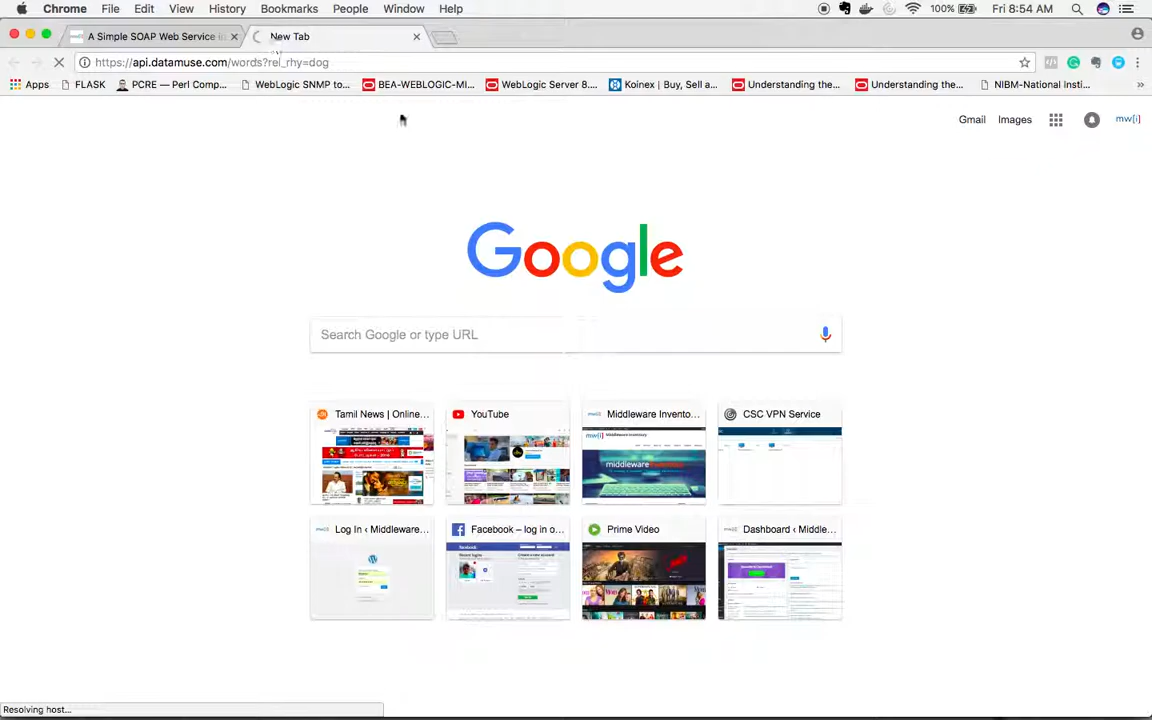 Chrome File Edit View History Bookmarks People Window Help 100% Fri 8:54 AM
A Simple SOAP Web Service New Tab
https://api.datamuse.com/words?rel_rhy=dog
Apps FLASK PCRE — Perl Comp... WebLogic SNMP to... BEA-WEBLOGIC-MI... WebLogic Server 8.... Koinex | Buy, Sell a... Understanding the... Understanding the... NIBM-National Insti... »
Gmail Images mw[i]
Google
Search Google or type URL
Tamil News | Online... YouTube Middleware Invento... CSC VPN Service
middlewareinventory
Log In ‹ Middleware... Facebook – log in o... Prime Video Dashboard ‹ Middle...
Resolving host...